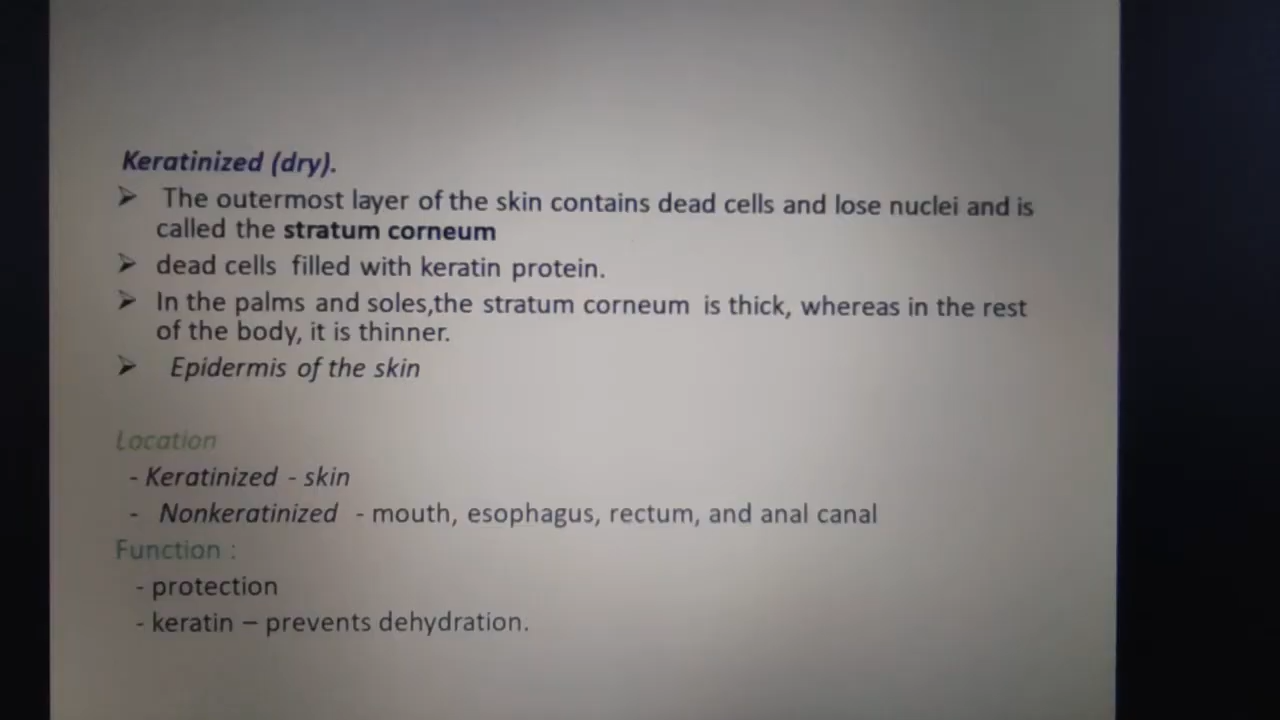 Keratinized (dry).
➢ The outermost layer of the skin contains dead cells and lose nuclei and is
called the stratum corneum
➢ dead cells filled with keratin protein.
➢ In the palms and soles,the stratum corneum is thick, whereas in the rest
of the body, it is thinner.
➢ Epidermis of the skin
Location
- Keratinized - skin
- Nonkeratinized - mouth, esophagus, rectum, and anal canal
Function :
- protection
- keratin – prevents dehydration.